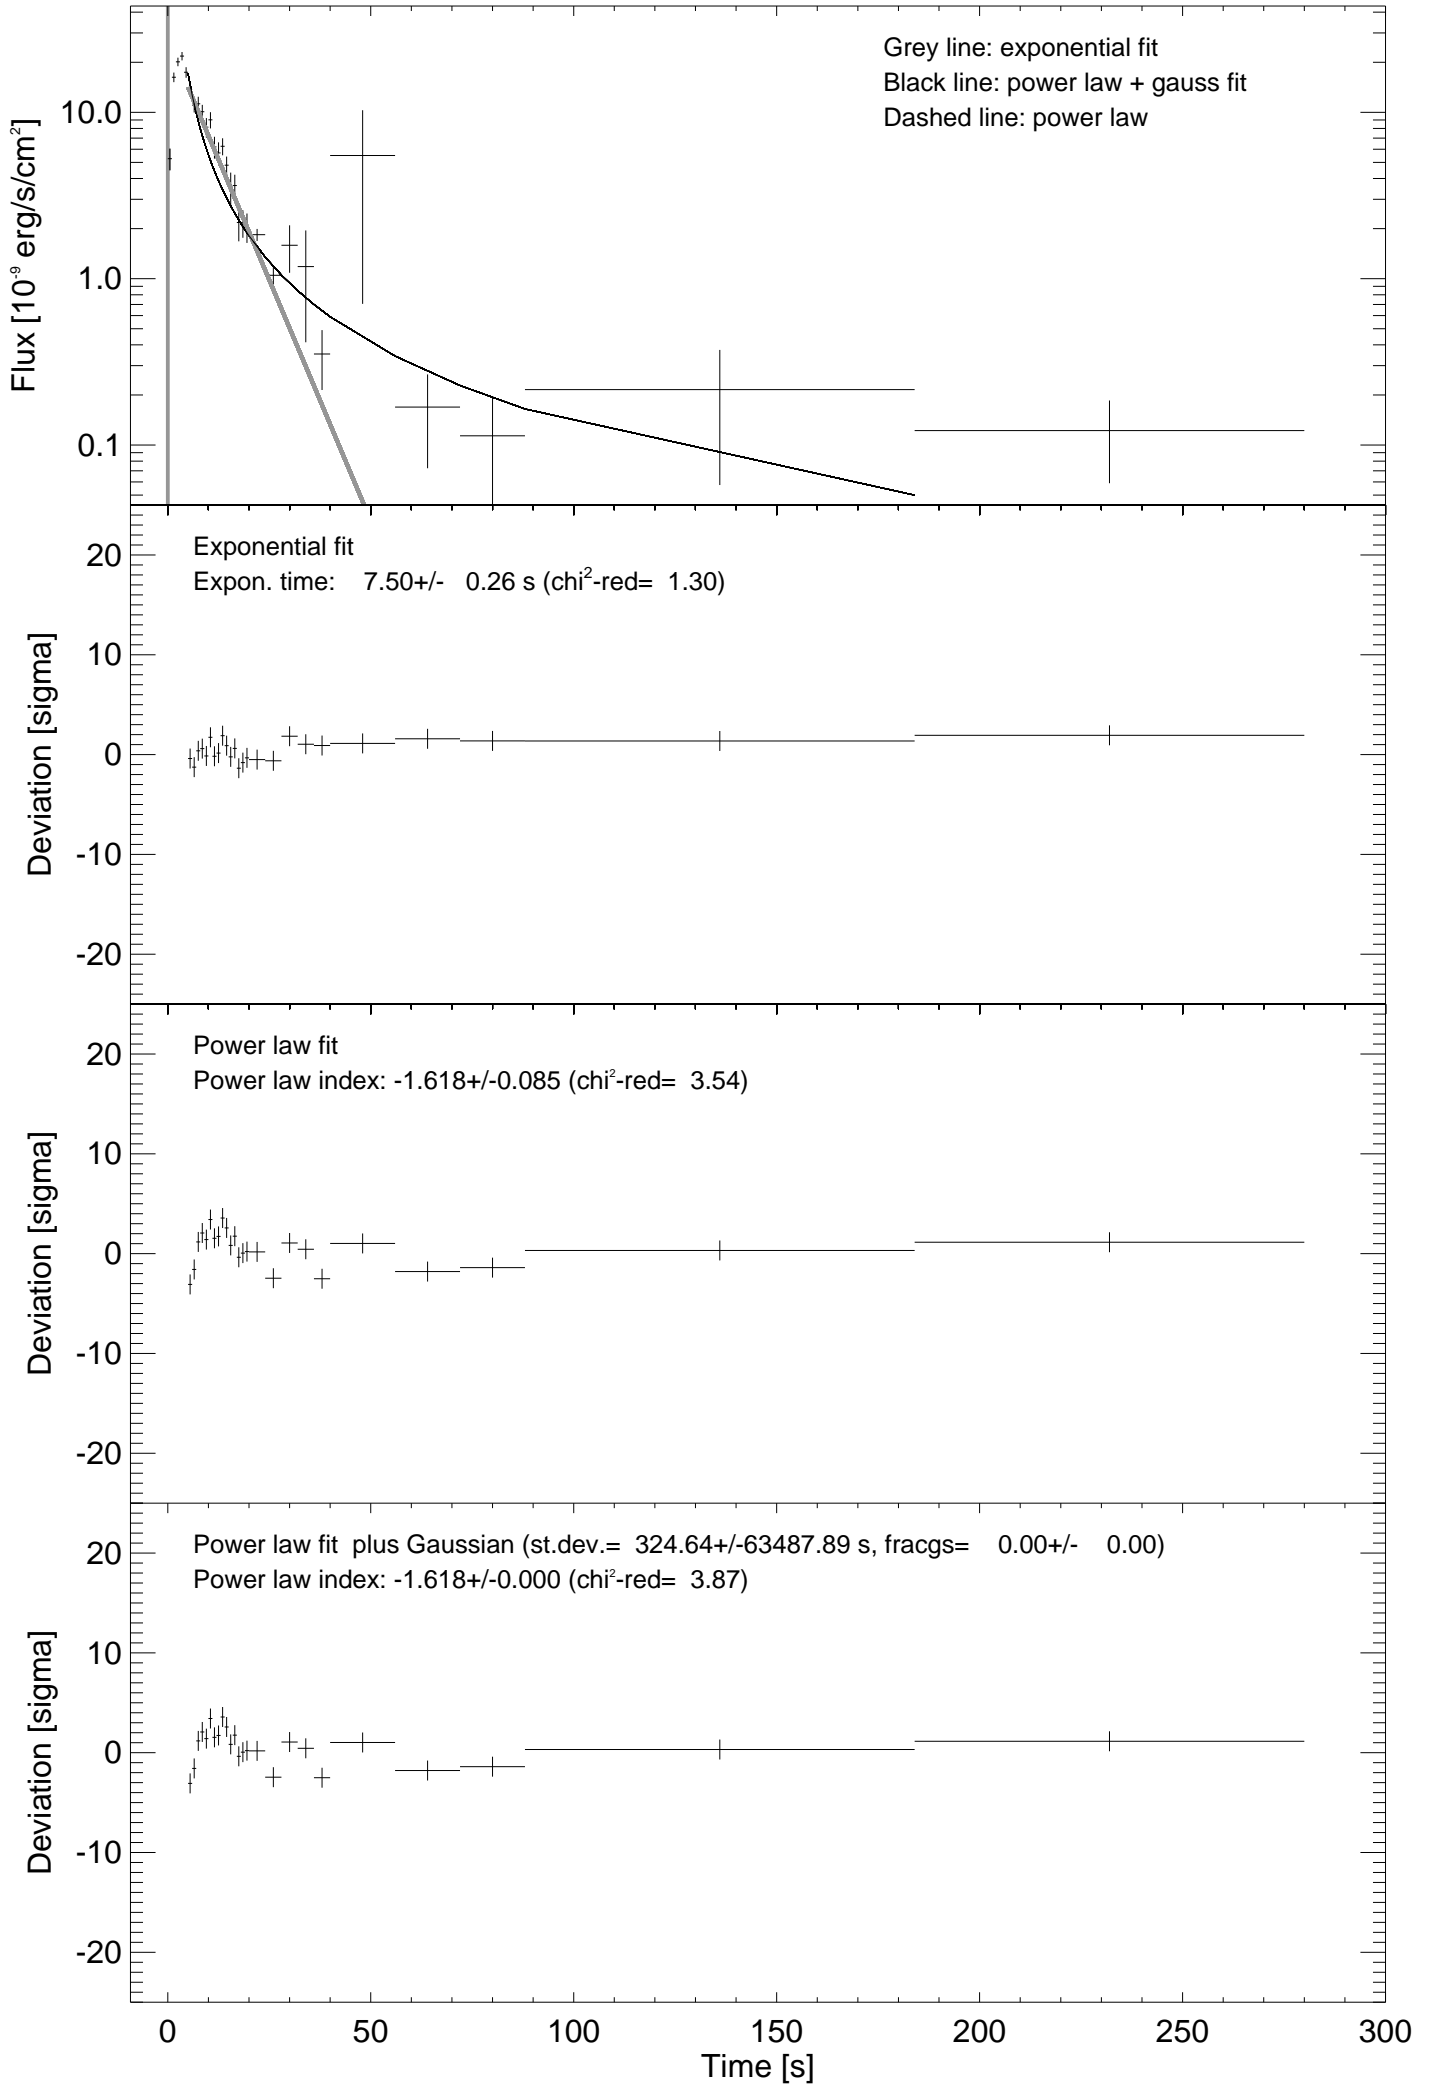 Grey line: exponential fit
Black line: power law + gauss fit
Dashed line: power law
10.0
1.0
0.1
Flux [10⁻⁹ erg/s/cm²]
Exponential fit
Expon. time: 7.50+/- 0.26 s (chi²-red= 1.30)
20
10
0
-10
-20
Deviation [sigma]
Power law fit
Power law index: -1.618+/-0.085 (chi²-red= 3.54)
20
10
0
-10
-20
Deviation [sigma]
Power law fit plus Gaussian (st.dev.= 324.64+/-63487.89 s, fracgs= 0.00+/- 0.00)
Power law index: -1.618+/-0.000 (chi²-red= 3.87)
20
10
0
-10
-20
Deviation [sigma]
0 50 100 150 200 250 300
Time [s]